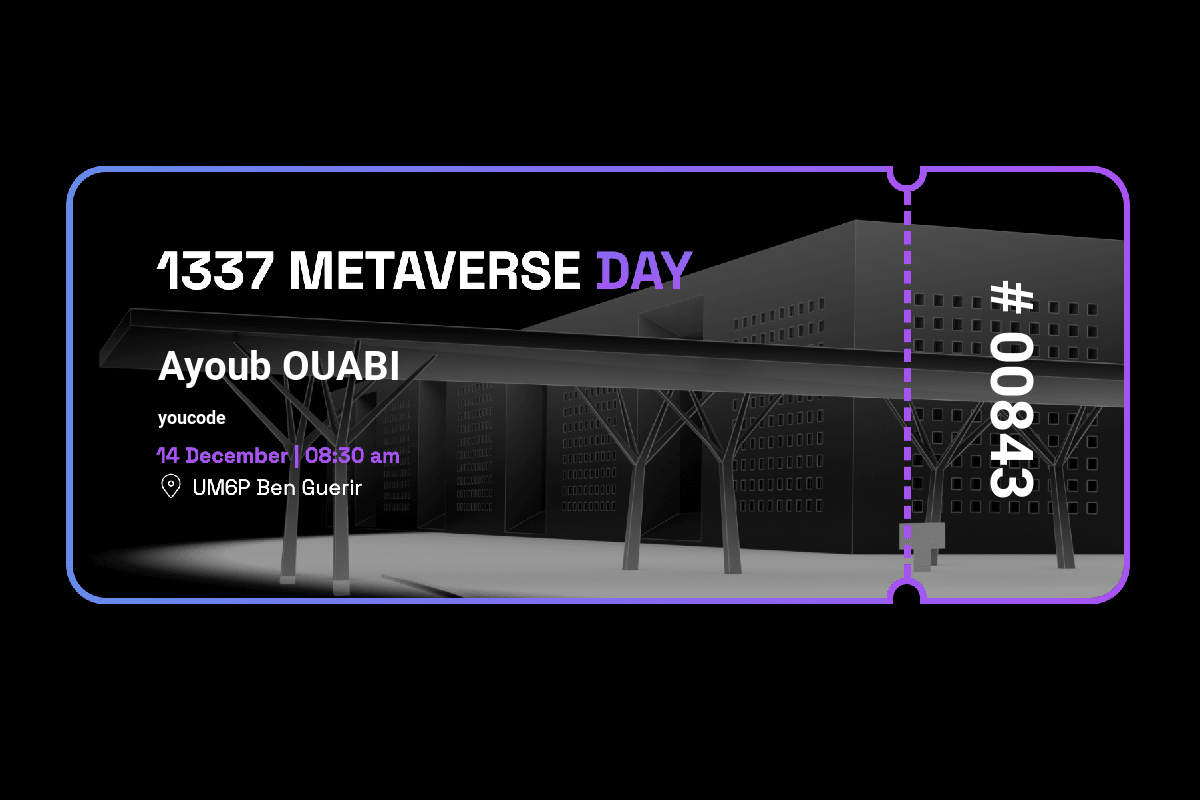 1337 METAVERSE DAY
Ayoub OUABI
youcode
14 December | 08:30 am
UM6P Ben Guerir
# 00843